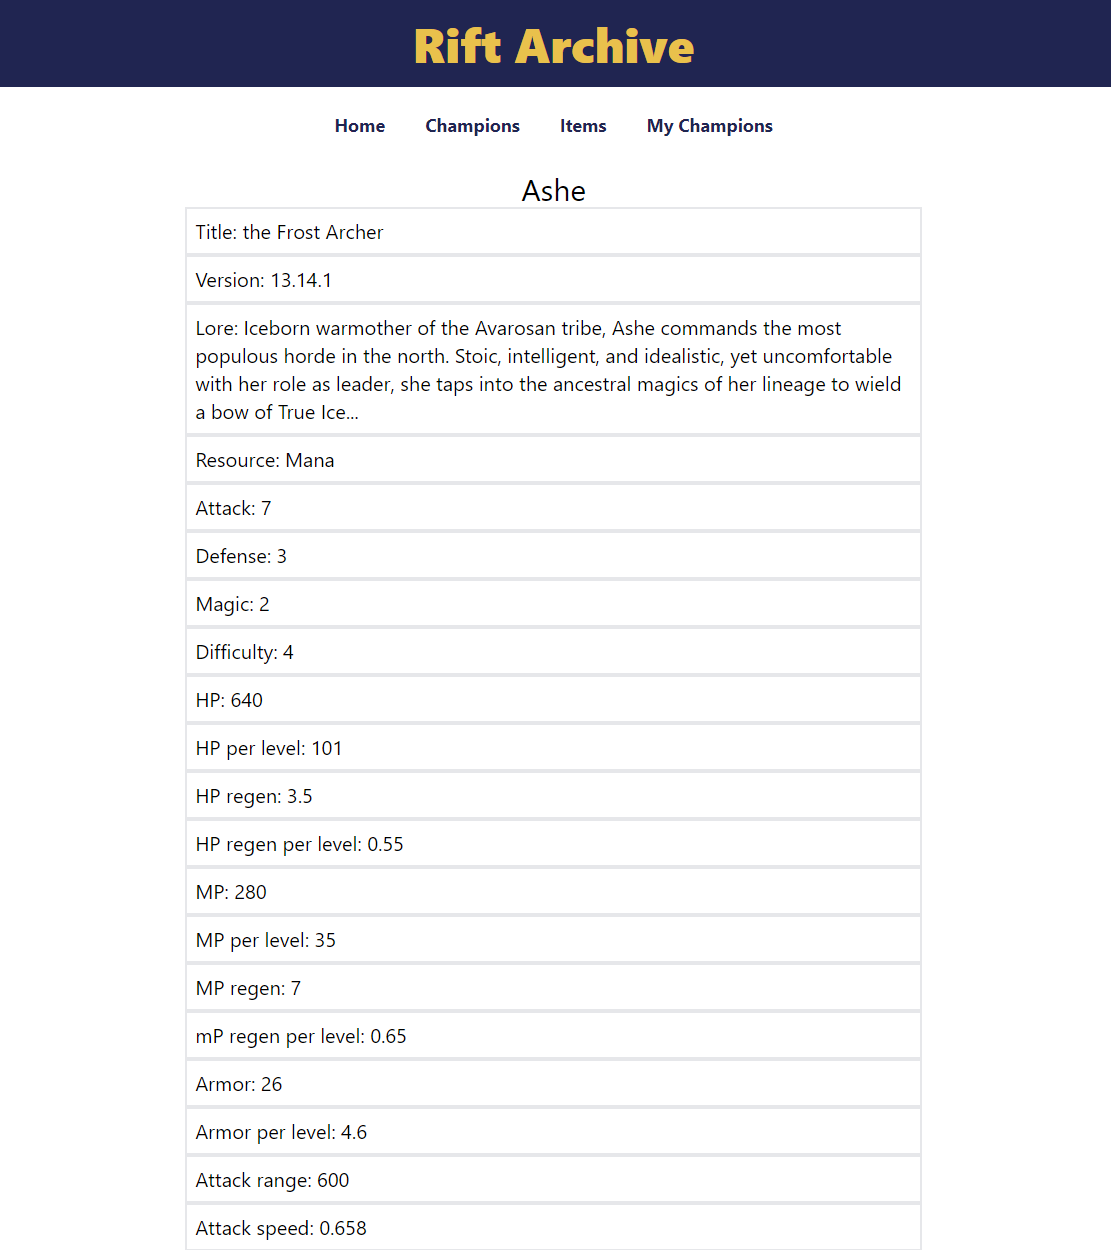 Rift Archive
Home Champions Items My Champions
Ashe
Title: the Frost Archer
Version: 13.14.1
Lore: Iceborn warmother of the Avarosan tribe, Ashe commands the most
populous horde in the north. Stoic, intelligent, and idealistic, yet uncomfortable
with her role as leader, she taps into the ancestral magics of her lineage to wield
a bow of True Ice...
Resource: Mana
Attack: 7
Defense: 3
Magic: 2
Difficulty: 4
HP: 640
HP per level: 101
HP regen: 3.5
HP regen per level: 0.55
MP: 280
MP per level: 35
MP regen: 7
mP regen per level: 0.65
Armor: 26
Armor per level: 4.6
Attack range: 600
Attack speed: 0.658